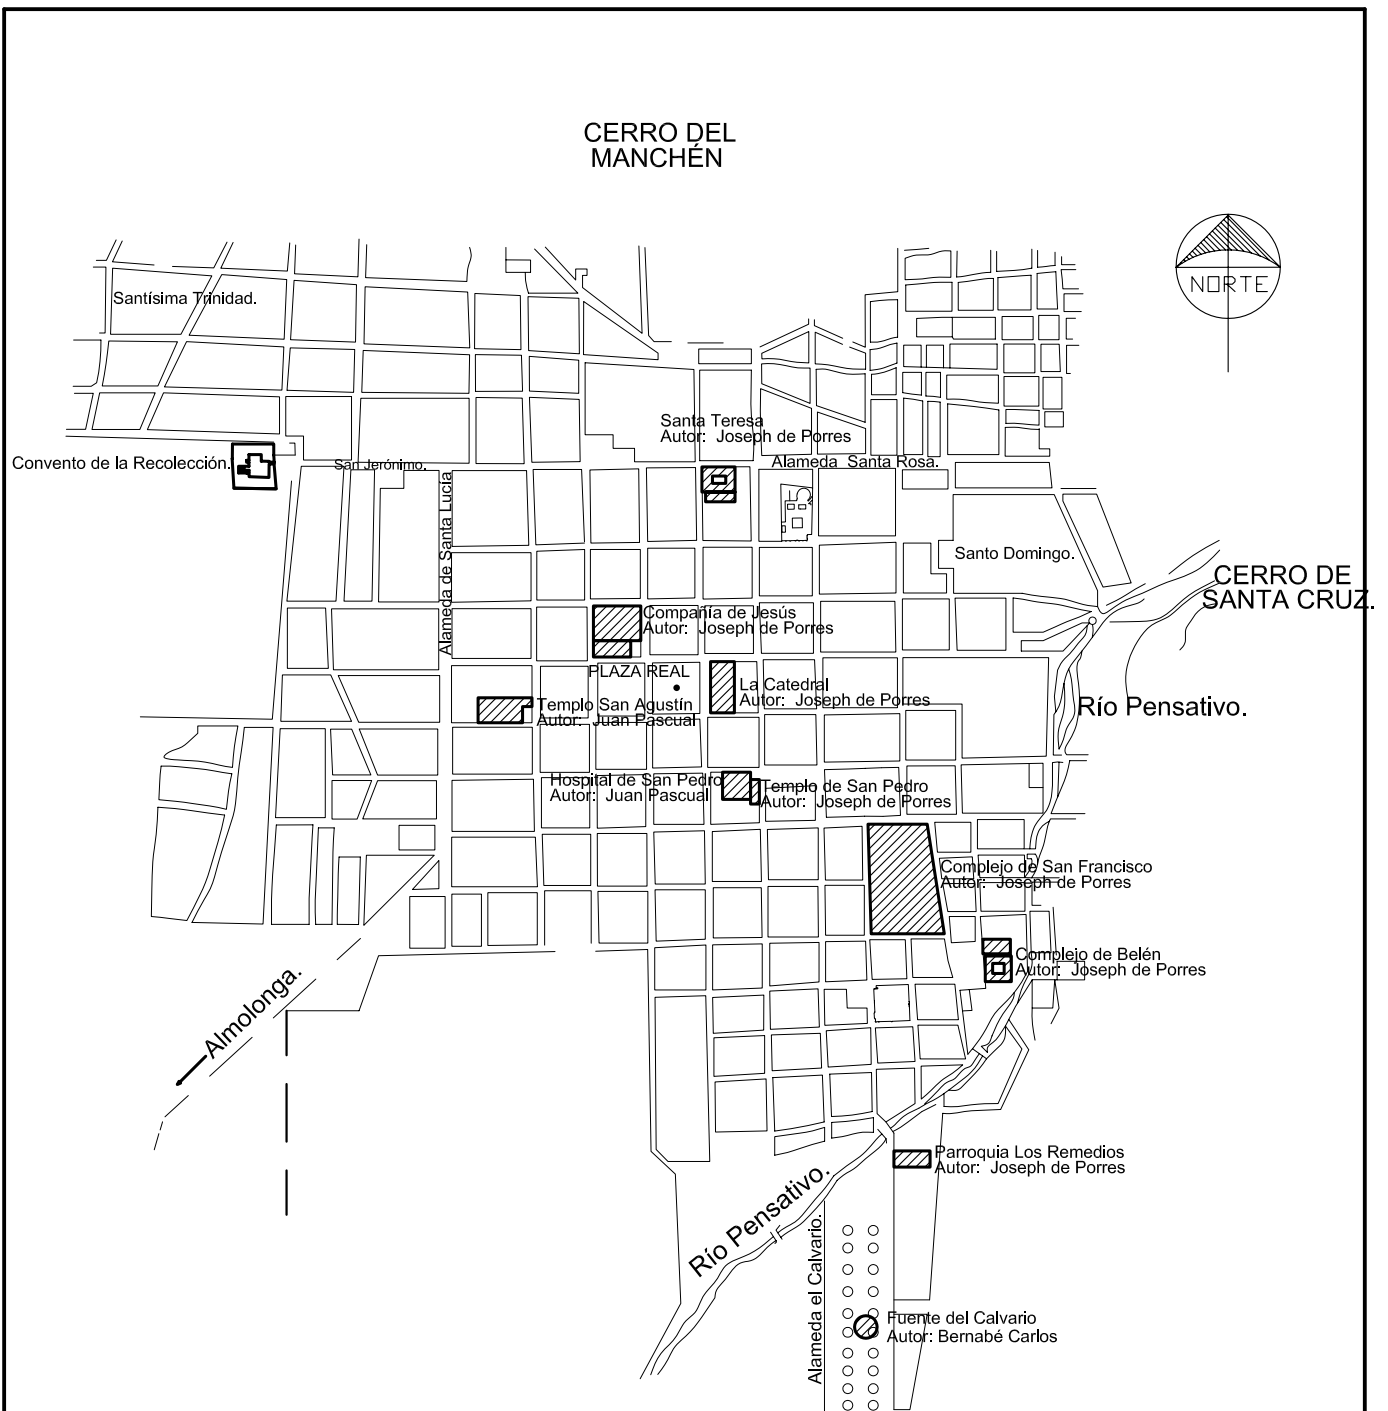 CERRO DEL
MANCHÉN
NORTE
Santísima Trinidad.
Santa Teresa
Autor: Joseph de Porres
Convento de la Recolección.
San Jerónimo.
Alameda Santa Rosa.
Alameda de Santa Lucía
Santo Domingo.
CERRO DE
SANTA CRUZ.
Compañía de Jesús
Autor: Joseph de Porres
PLAZA REAL
La Catedral
Autor: Joseph de Porres
Templo San Agustín
Autor: Juan Pascual
Río Pensativo.
Hospital de San Pedro
Autor: Juan Pascual
Templo de San Pedro
Autor: Joseph de Porres
Complejo de San Francisco
Autor: Joseph de Porres
Complejo de Belén
Autor: Joseph de Porres
Almolonga.
Parroquia Los Remedios
Autor: Joseph de Porres
Río Pensativo.
Alameda el Calvario.
Fuente del Calvario
Autor: Bernabé Carlos